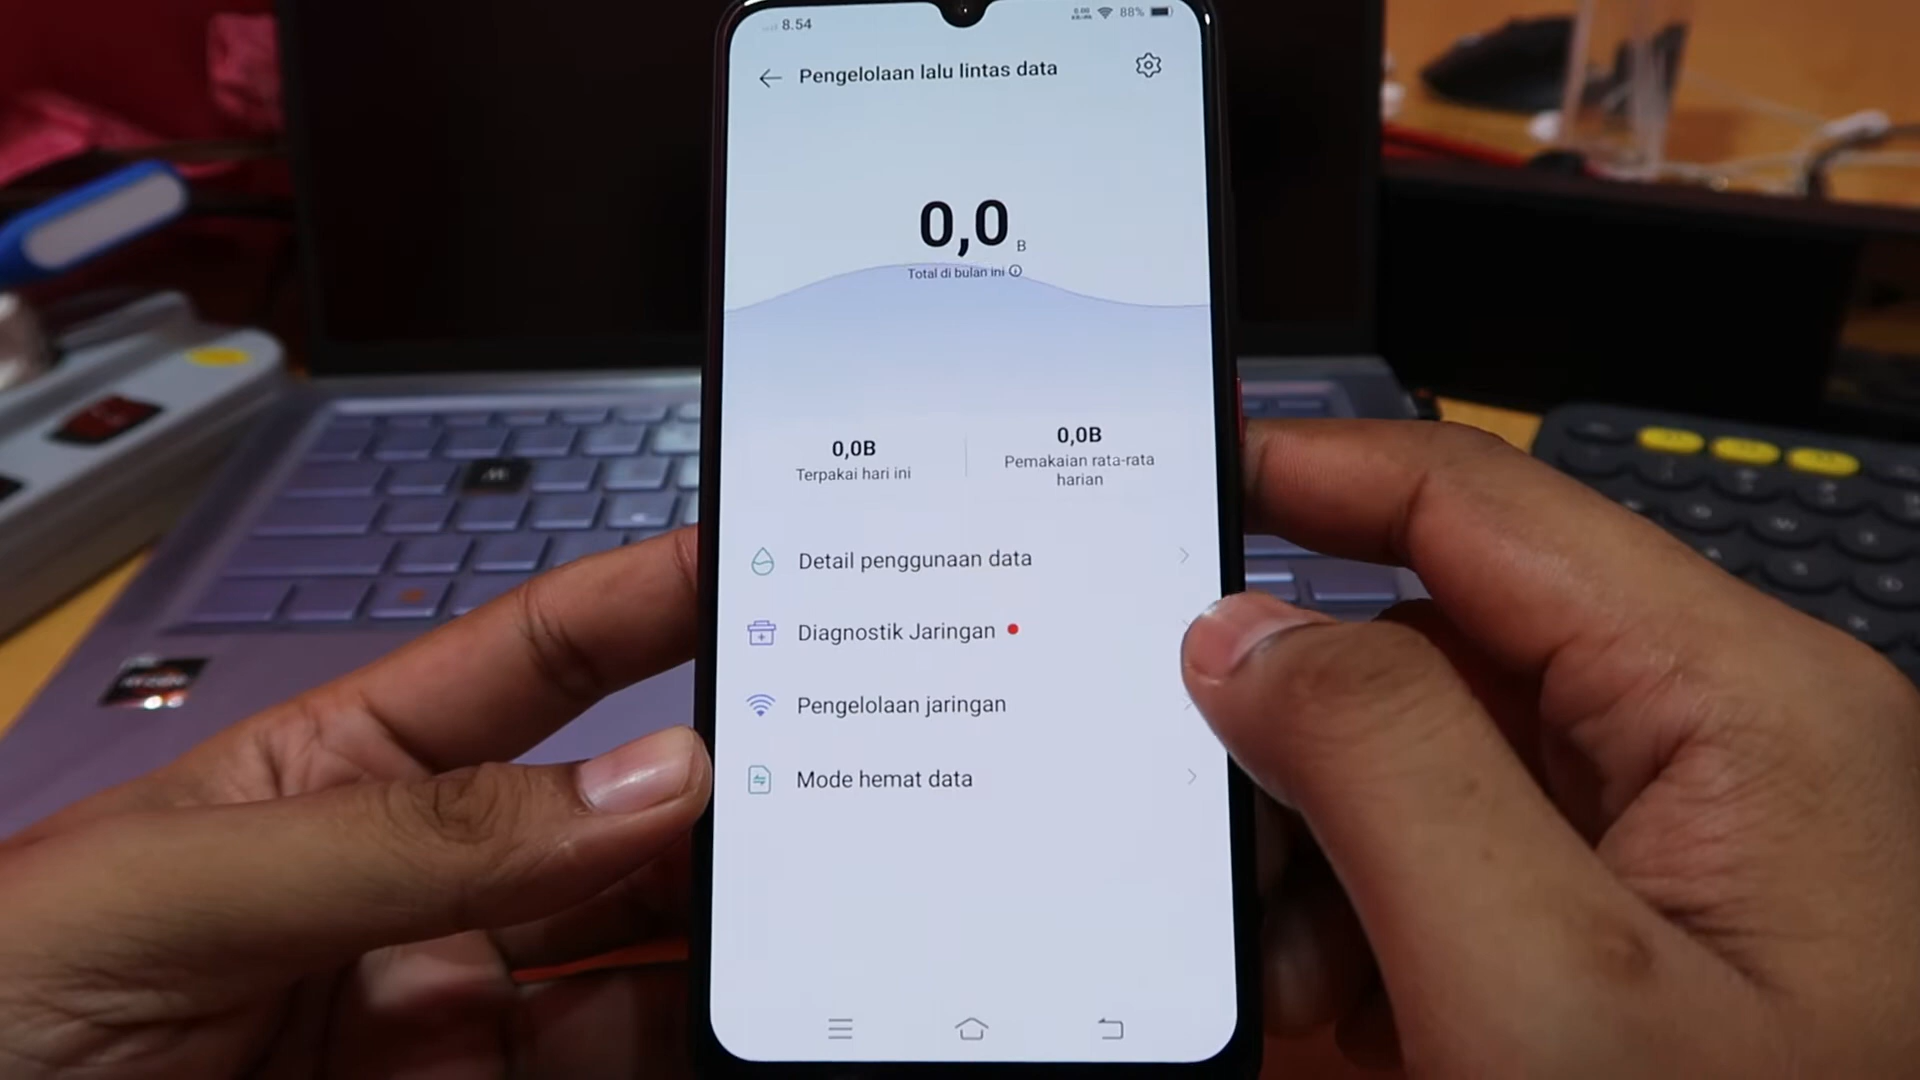 8.54
88%
Pengelolaan lalu lintas data
0,0 B
Total di bulan ini
0,0B
Terpakai hari ini
0,0B
Pemakaian rata-rata
harian
Detail penggunaan data
Diagnostik Jaringan
Pengelolaan jaringan
Mode hemat data